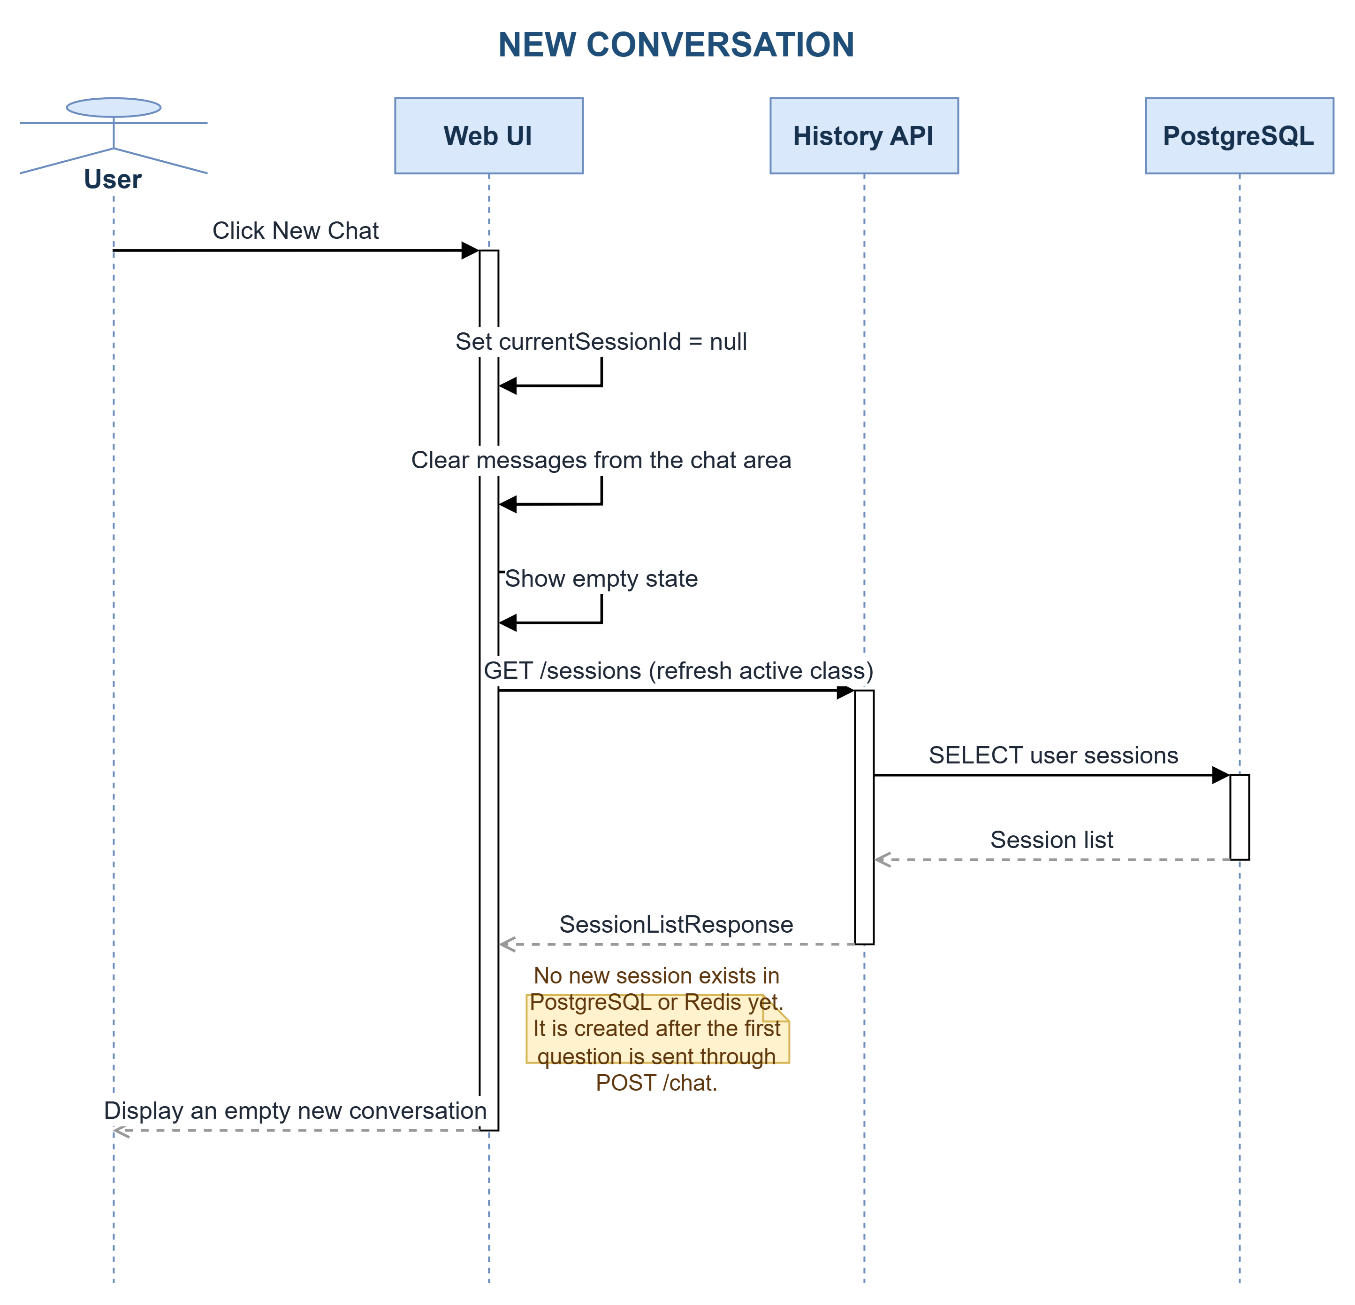 NEW CONVERSATION
User
Web UI
History API
PostgreSQL
Click New Chat
Set currentSessionId = null
Clear messages from the chat area
Show empty state
GET /sessions (refresh active class)
SELECT user sessions
Session list
SessionListResponse
No new session exists in
PostgreSQL or Redis yet.
It is created after the first
question is sent through
POST /chat.
Display an empty new conversation